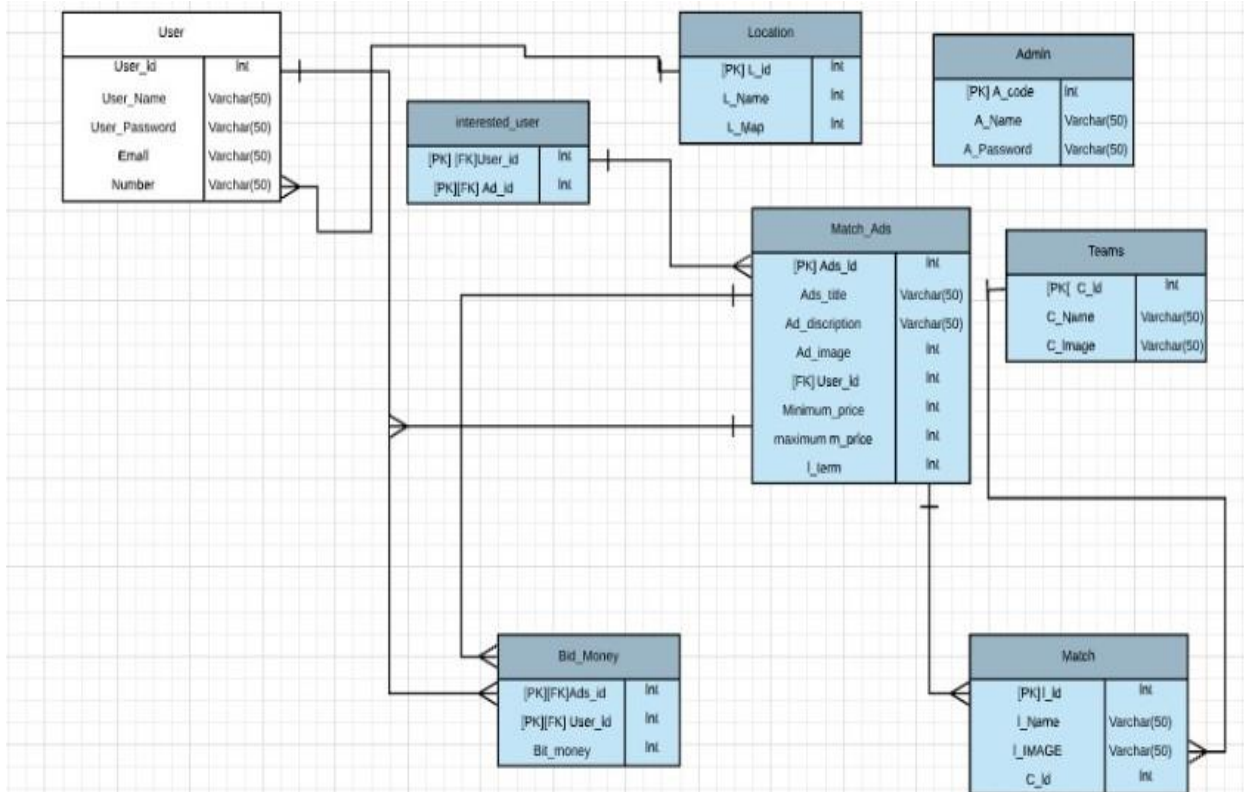 User
User_id Int
User_Name Varchar(50)
User_Password Varchar(50)
Email Varchar(50)
Number Varchar(50)
Location
[PK] L_id Int
L_Name Int
L_Map Int
Admin
[PK] A_code Int
A_Name Varchar(50)
A_Password Varchar(50)
interested_user
[PK] [FK]User_id Int
[PK][FK] Ad_id Int
Match_Ads
[PK] Ads_id Int
Ads_title Varchar(50)
Ad_discription Varchar(50)
Ad_image Int
[FK] User_id Int
Minimum_price Int
maximum m_price Int
I_term Int
Teams
[PK[ C_id Int
C_Name Varchar(50)
C_Image Varchar(50)
Bid_Money
[PK][FK]Ads_id Int
[PK][FK] User_id Int
Bit_money Int
Match
[PK]I_id Int
I_Name Varchar(50)
I_IMAGE Varchar(50)
C_id Int